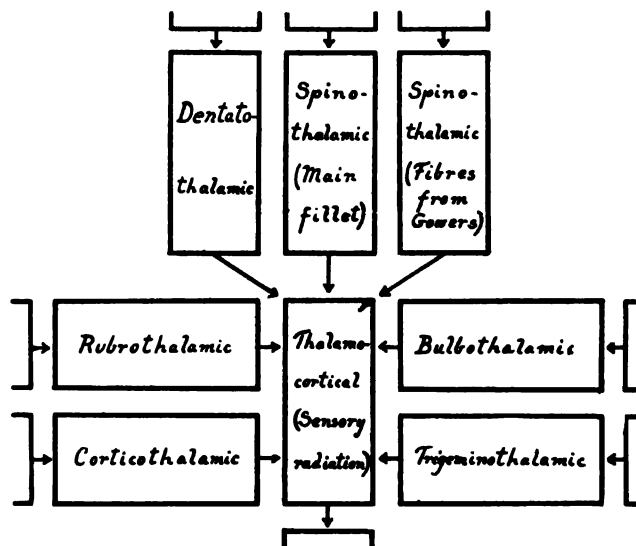 Dentato-
thalamic
Spino-
thalamic
(Main
fillet)
Spino-
thalamic
(Fibres
from
Gowers)
Rubrothalamic
Thalamo-
cortical
(Sensory
radiation)
Bulbothalamic
Corticothalamic
Trigeminothalamic